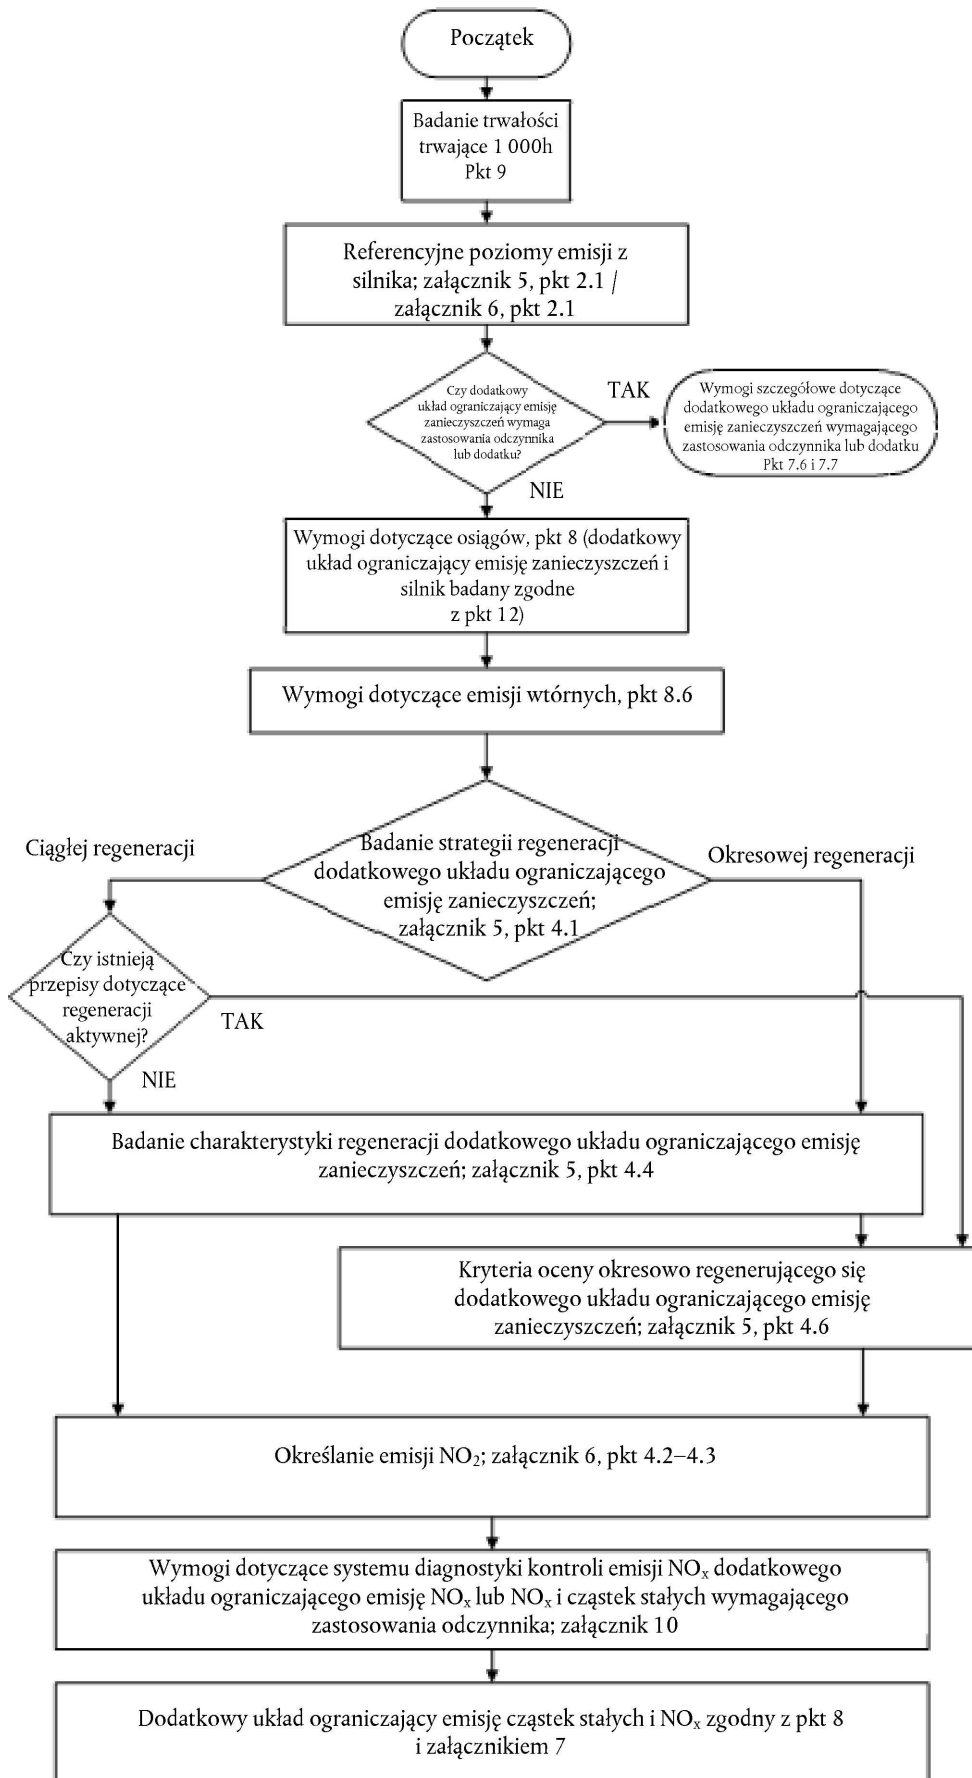 Początek
Badanie trwałości
trwające 1 000h
Pkt 9
Referencyjne poziomy emisji z
silnika; załącznik 5, pkt 2.1 /
załącznik 6, pkt 2.1
Czy dodatkowy
układ ograniczający emisję
zanieczyszczeń wymaga
zastosowania odczynnika
lub dodatku?
TAK
Wymogi szczegółowe dotyczące
dodatkowego układu ograniczającego
emisję zanieczyszczeń wymagającego
zastosowania odczynnika lub dodatku
Pkt 7.6 i 7.7
NIE
Wymogi dotyczące osiągów, pkt 8 (dodatkowy
układ ograniczający emisję zanieczyszczeń i
silnik badany zgodne
z pkt 12)
Wymogi dotyczące emisji wtórnych, pkt 8.6
Badanie strategii regeneracji
dodatkowego układu ograniczającego
emisję zanieczyszczeń;
załącznik 5, pkt 4.1
Ciągłej regeneracji
Okresowej regeneracji
Czy istnieją
przepisy dotyczące
regeneracji
aktywnej?
TAK
NIE
Badanie charakterystyki regeneracji dodatkowego układu ograniczającego emisję
zanieczyszczeń; załącznik 5, pkt 4.4
Kryteria oceny okresowo regenerującego się
dodatkowego układu ograniczającego emisję
zanieczyszczeń; załącznik 5, pkt 4.6
Określanie emisji NO₂; załącznik 6, pkt 4.2–4.3
Wymogi dotyczące systemu diagnostyki kontroli emisji NOₓ dodatkowego
układu ograniczającego emisję NOₓ lub NOₓ i cząstek stałych wymagającego
zastosowania odczynnika; załącznik 10
Dodatkowy układ ograniczający emisję cząstek stałych i NOₓ zgodny z pkt 8
i załącznikiem 7